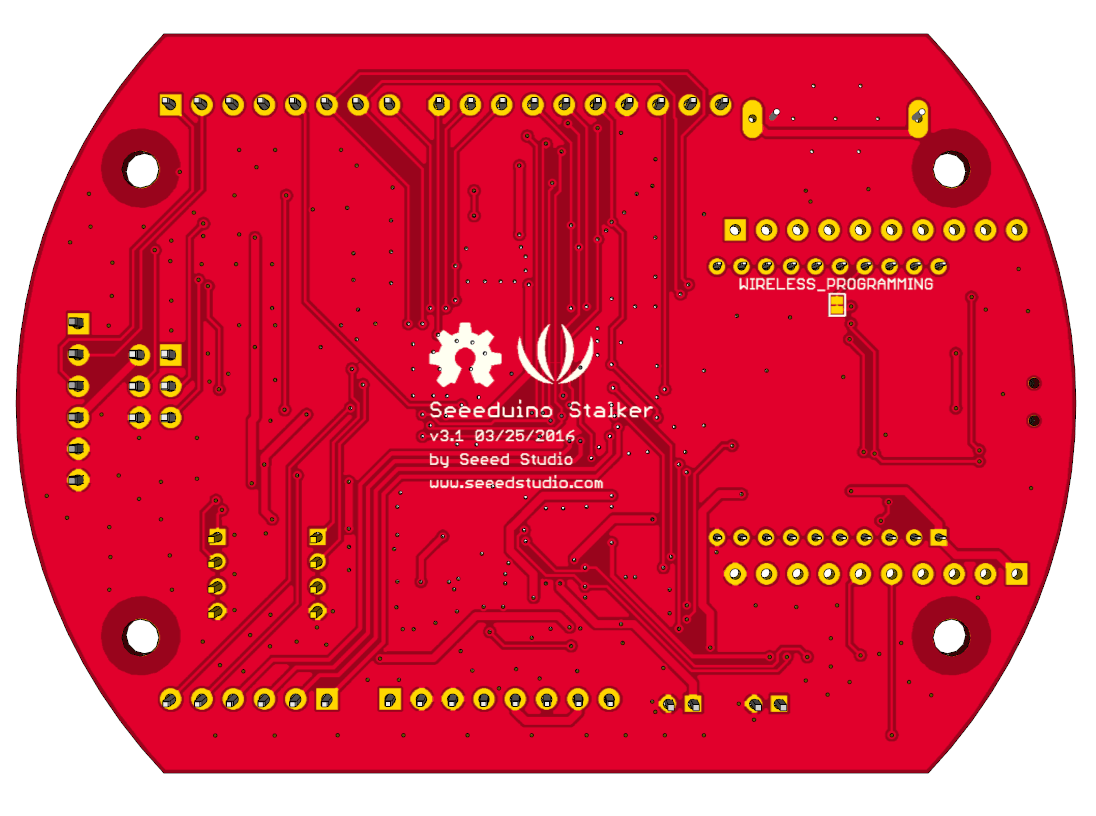 WIRELESS_PROGRAMMING
Seeeduino Stalker
v3.1 03/25/2016
by Seeed Studio
www.seeedstudio.com